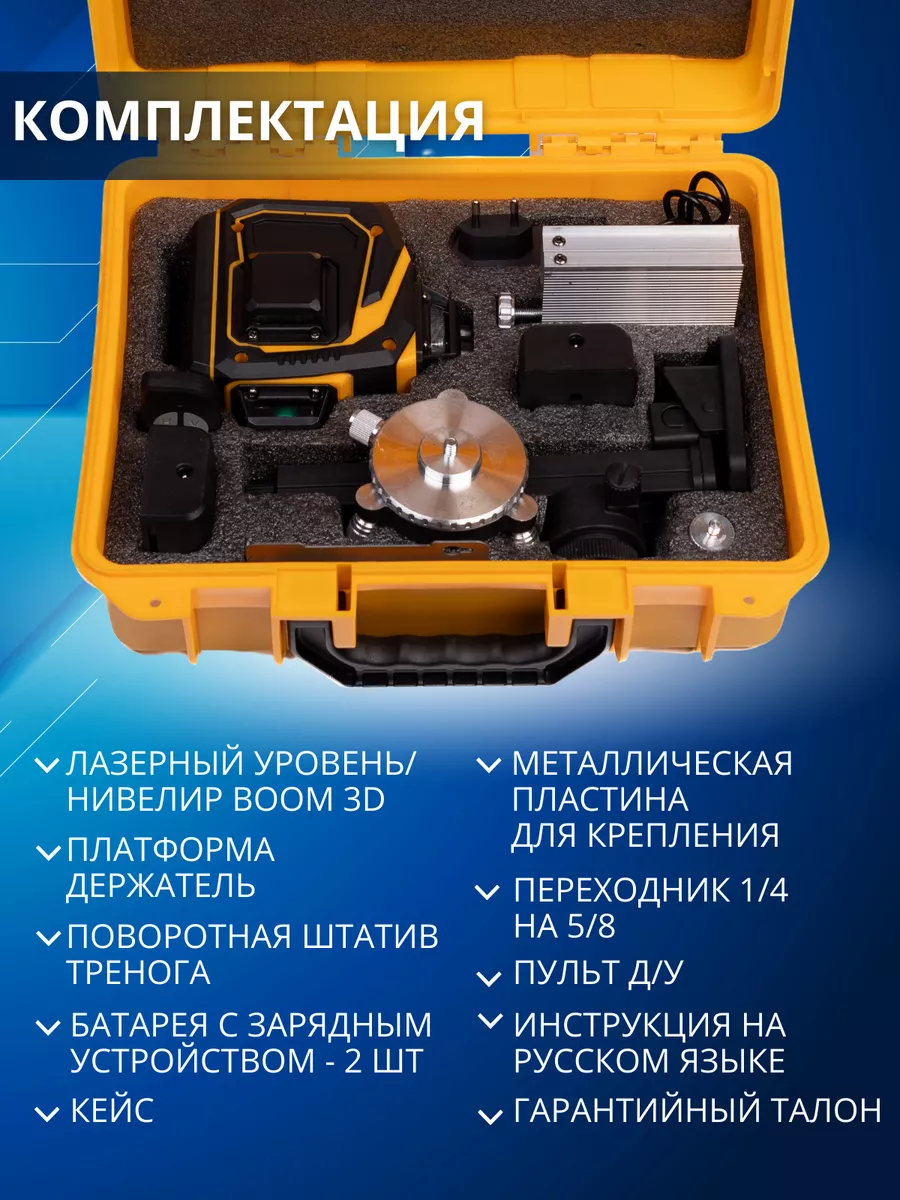 КОМПЛЕКТАЦИЯ
ЛАЗЕРНЫЙ УРОВЕНЬ/
НИВЕЛИР BOOM 3D
ПЛАТФОРМА
ДЕРЖАТЕЛЬ
ПОВОРОТНАЯ ШТАТИВ
ТРЕНОГА
БАТАРЕЯ С ЗАРЯДНЫМ
УСТРОЙСТВОМ - 2 ШТ
КЕЙС
МЕТАЛЛИЧЕСКАЯ
ПЛАСТИНА
ДЛЯ КРЕПЛЕНИЯ
ПЕРЕХОДНИК 1/4
НА 5/8
ПУЛЬТ Д/У
ИНСТРУКЦИЯ НА
РУССКОМ ЯЗЫКЕ
ГАРАНТИЙНЫЙ ТАЛОН